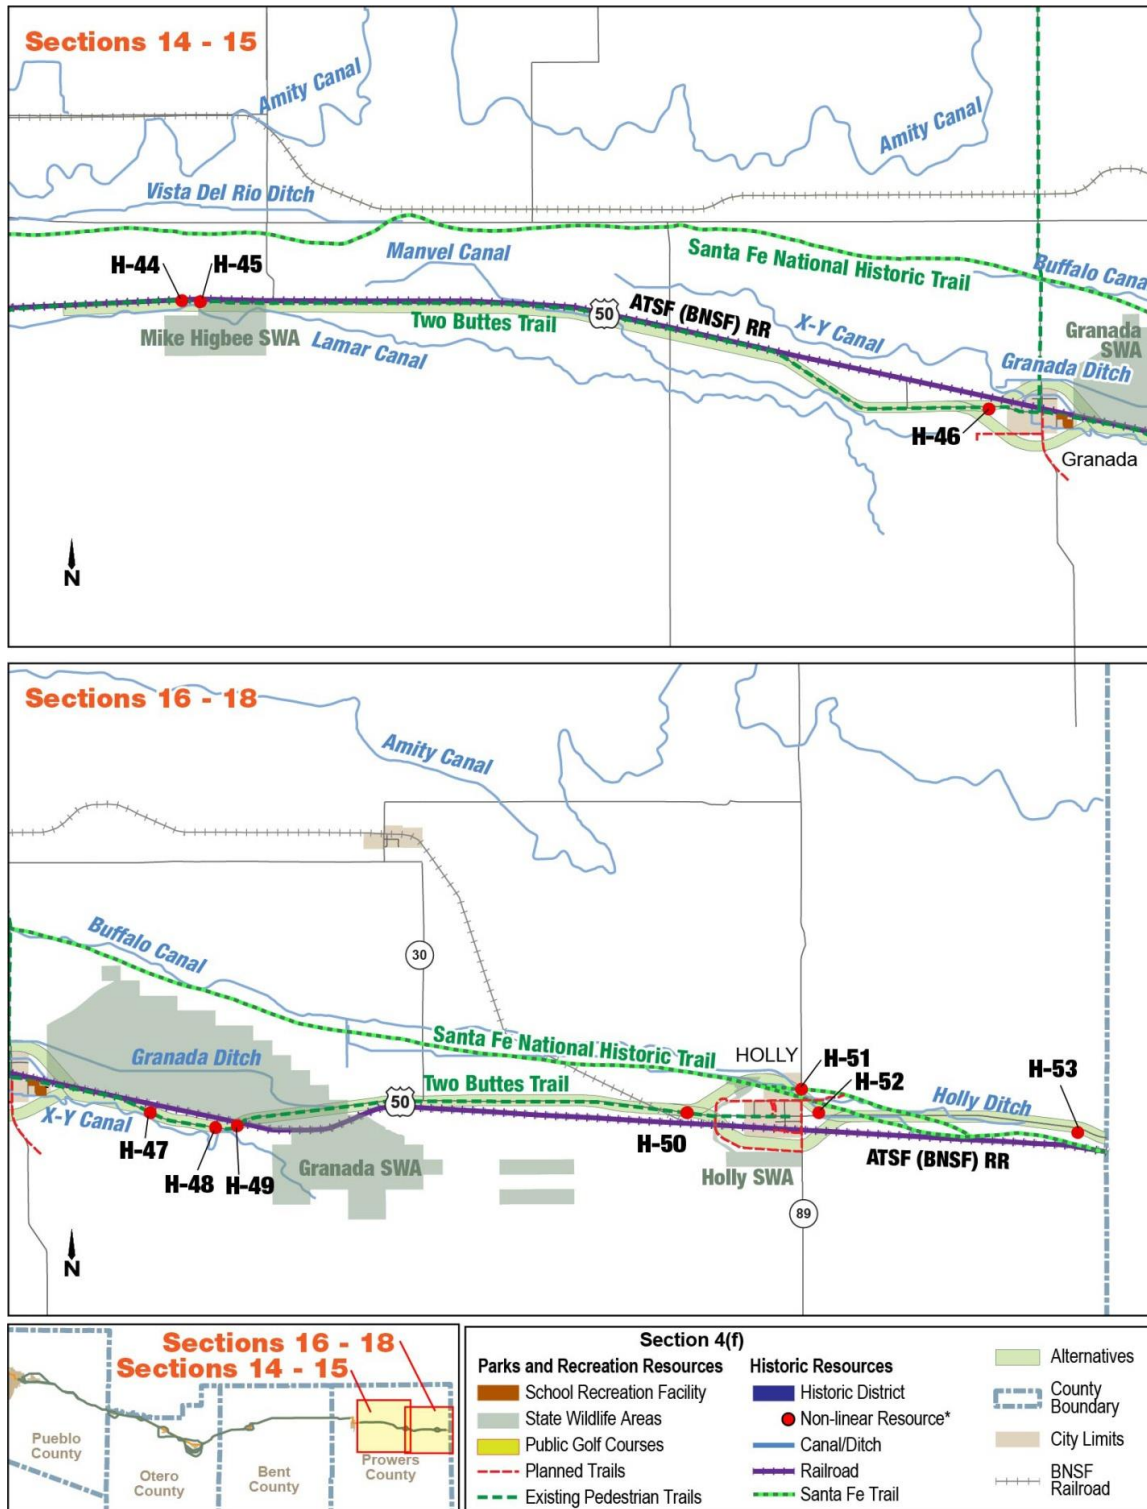 Sections 14 - 15
Amity Canal
Amity Canal
Vista Del Rio Ditch
H-44
H-45
Manvel Canal
Santa Fe National Historic Trail
Buffalo Canal
Mike Higbee SWA
Two Buttes Trail
50
ATSF (BNSF) RR
X-Y Canal
Granada
SWA
Lamar Canal
Granada Ditch
H-46
Granada
N
Sections 16 - 18
Amity Canal
Buffalo Canal
30
Granada Ditch
Santa Fe National Historic Trail
HOLLY
H-51
Two Buttes Trail
H-52
H-53
50
Holly Ditch
X-Y Canal
H-47
H-50
H-48
H-49
Granada SWA
Holly SWA
ATSF (BNSF) RR
89
N
Sections 16 - 18
Sections 14 - 15
Pueblo
County
Otero
County
Bent
County
Prowers
County
Section 4(f)
Parks and Recreation Resources
School Recreation Facility
State Wildlife Areas
Public Golf Courses
Planned Trails
Existing Pedestrian Trails
Historic Resources
Historic District
Non-linear Resource*
Canal/Ditch
Railroad
Santa Fe Trail
Alternatives
County
Boundary
City Limits
BNSF
Railroad